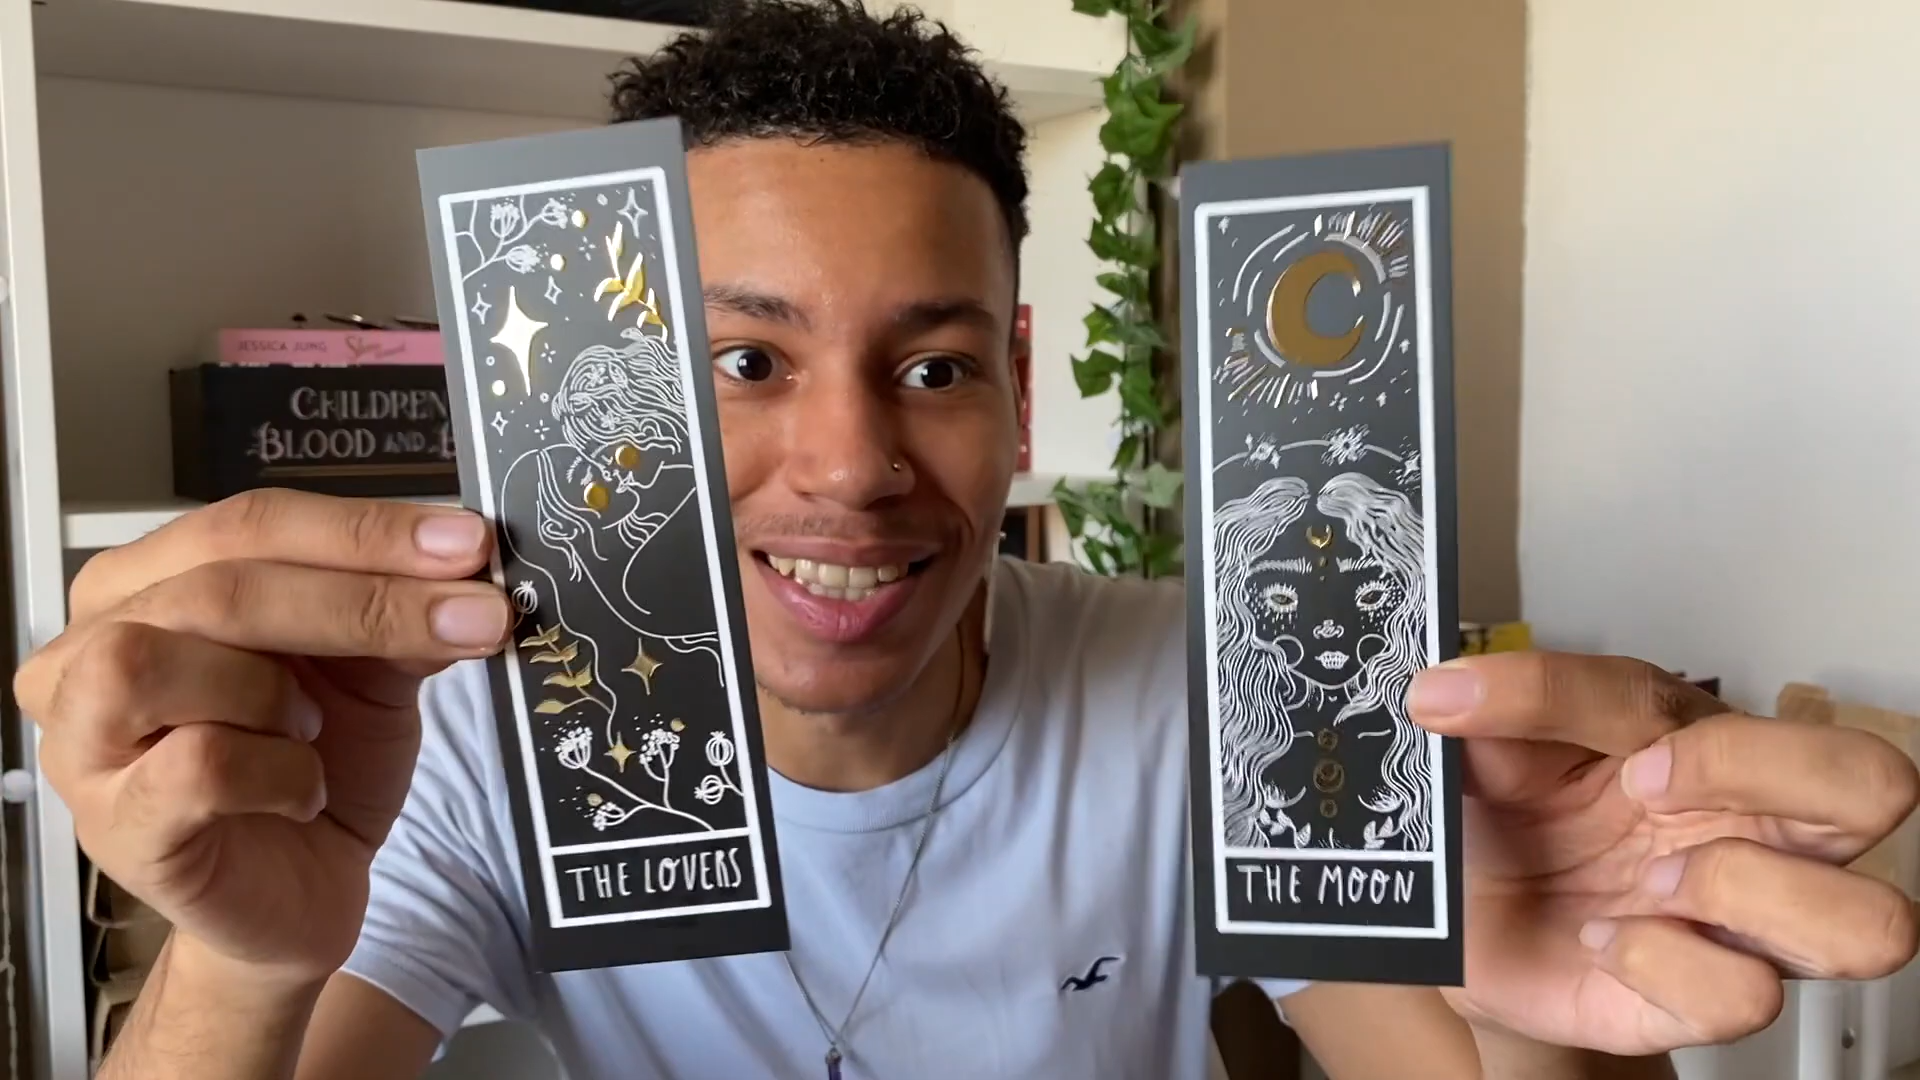 JESSICA JUNG
CHILDREN
BLOOD AND
THE LOVERS
THE MOON